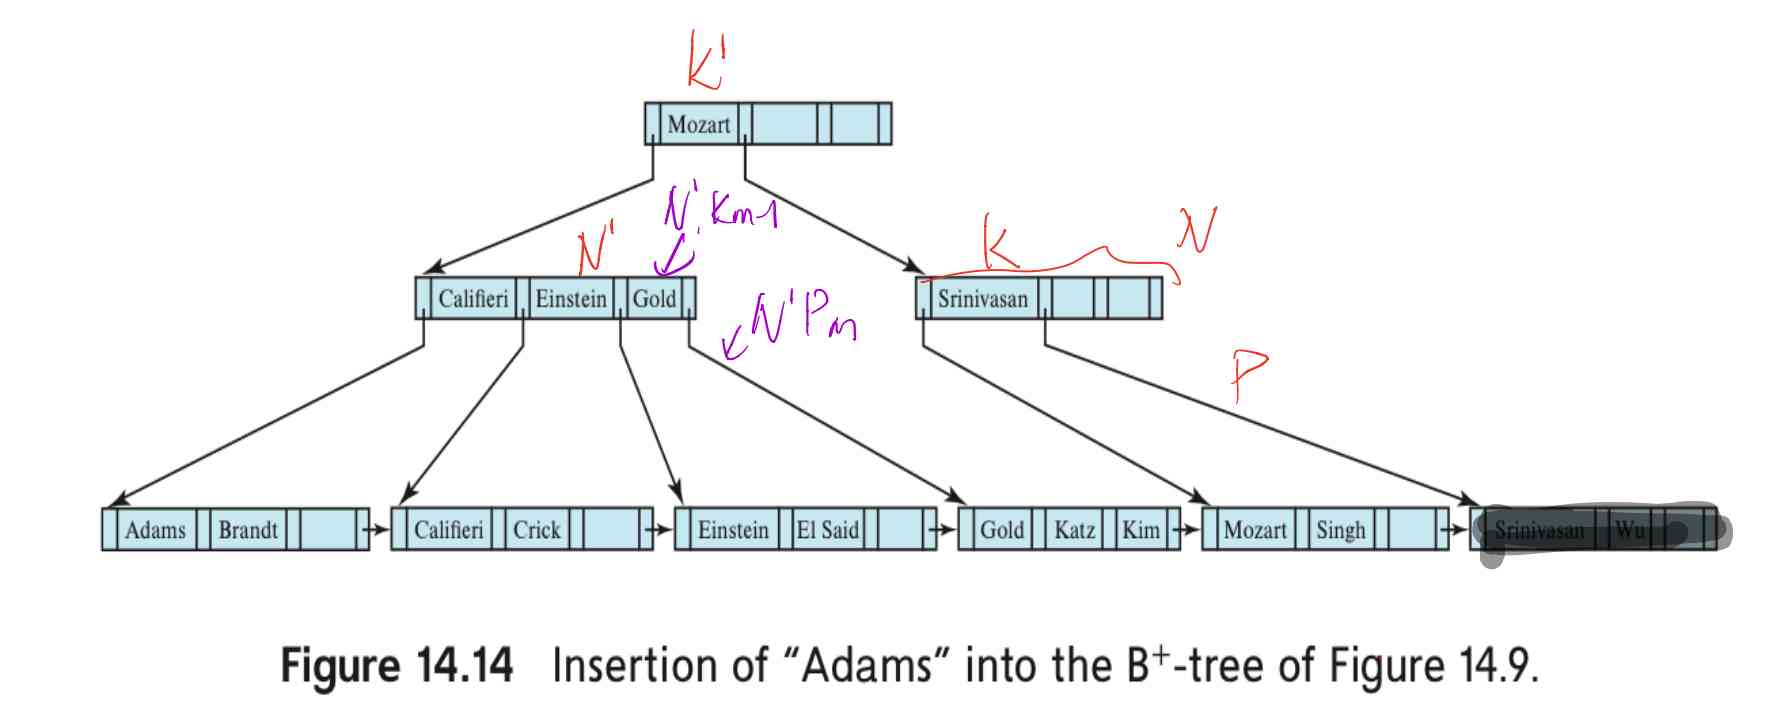 K'
Mozart
N' Km-1
N' K N
Califieri Einstein Gold Srinivasan
N'Pm
P
Adams Brandt Califieri Crick Einstein El Said Gold Katz Kim Mozart Singh Srinivasan Wu
Figure 14.14 Insertion of “Adams” into the B⁺-tree of Figure 14.9.